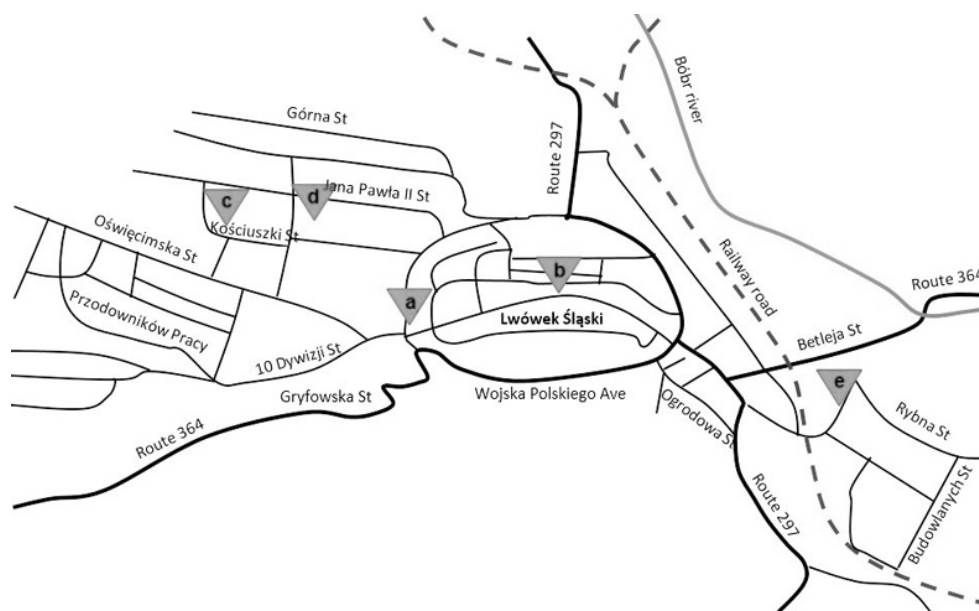 Górna St
Route 297
Bóbr river
c
d
Jana Pawła II St
Kościuszki St
Oświęcimska St
Railway road
Route 364
a
b
Lwówek Śląski
Przodowników Pracy
10 Dywizji St
Betleja St
e
Gryfowska St
Wojska Polskiego Ave
Ogrodowa St
Rybna St
Route 364
Route 297
Budowlanych St